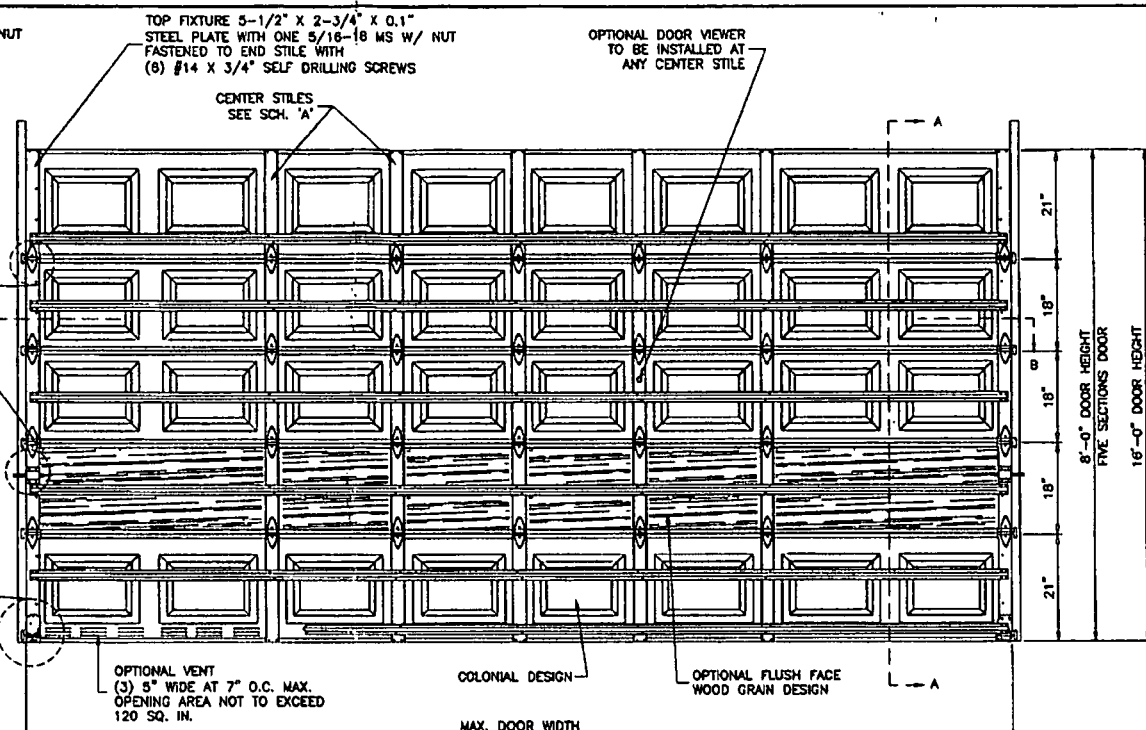 NUT
TOP FIXTURE 5-1/2" X 2-3/4" X 0.1"
STEEL PLATE WITH ONE 5/16-18 MS W/ NUT
FASTENED TO END STILE WITH
(8) #14 X 3/4" SELF DRILLING SCREWS
OPTIONAL DOOR VIEWER
TO BE INSTALLED AT
ANY CENTER STILE
CENTER STILES
SEE SCH. 'A'
A
21"
18"
B
18"
18"
21"
8'-0" DOOR HEIGHT
FIVE SECTIONS DOOR
16'-0" DOOR HEIGHT
OPTIONAL VENT
(3) 5" WIDE AT 7" O.C. MAX.
OPENING AREA NOT TO EXCEED
120 SQ. IN.
COLONIAL DESIGN
OPTIONAL FLUSH FACE
WOOD GRAIN DESIGN
A
MAX. DOOR WIDTH